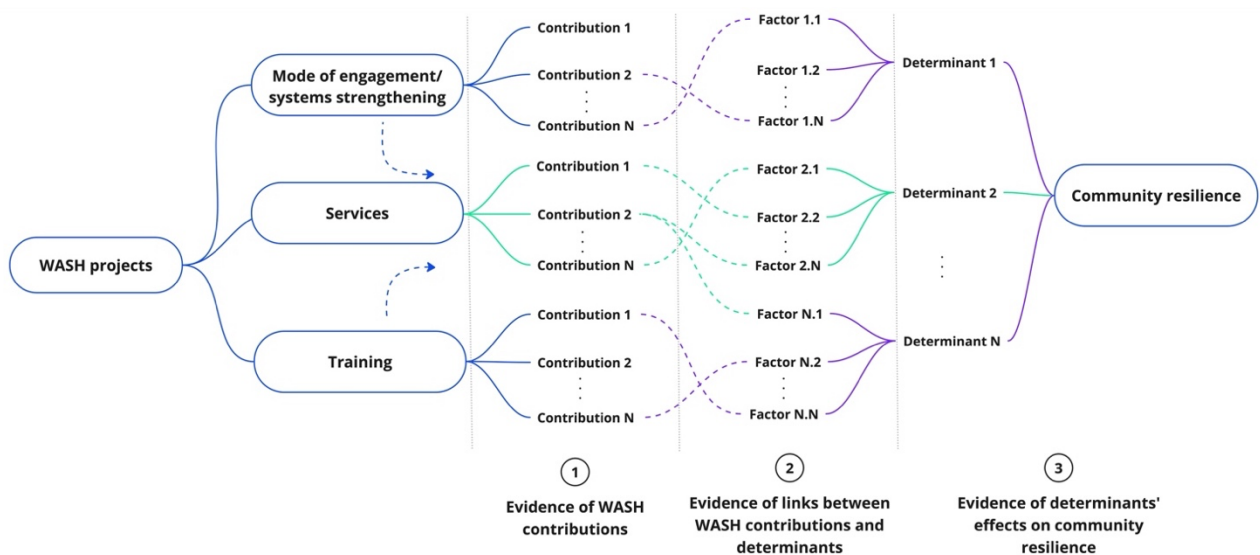 WASH projects
Mode of engagement/
systems strengthening
Services
Training
Contribution 1
Contribution 2
Contribution N
Contribution 1
Contribution 2
Contribution N
Contribution 1
Contribution 2
Contribution N
Factor 1.1
Factor 1.2
Factor 1.N
Factor 2.1
Factor 2.2
Factor 2.N
Factor N.1
Factor N.2
Factor N.N
Determinant 1
Determinant 2
Determinant N
Community resilience
1
Evidence of WASH
contributions
2
Evidence of links between
WASH contributions and
determinants
3
Evidence of determinants'
effects on community
resilience